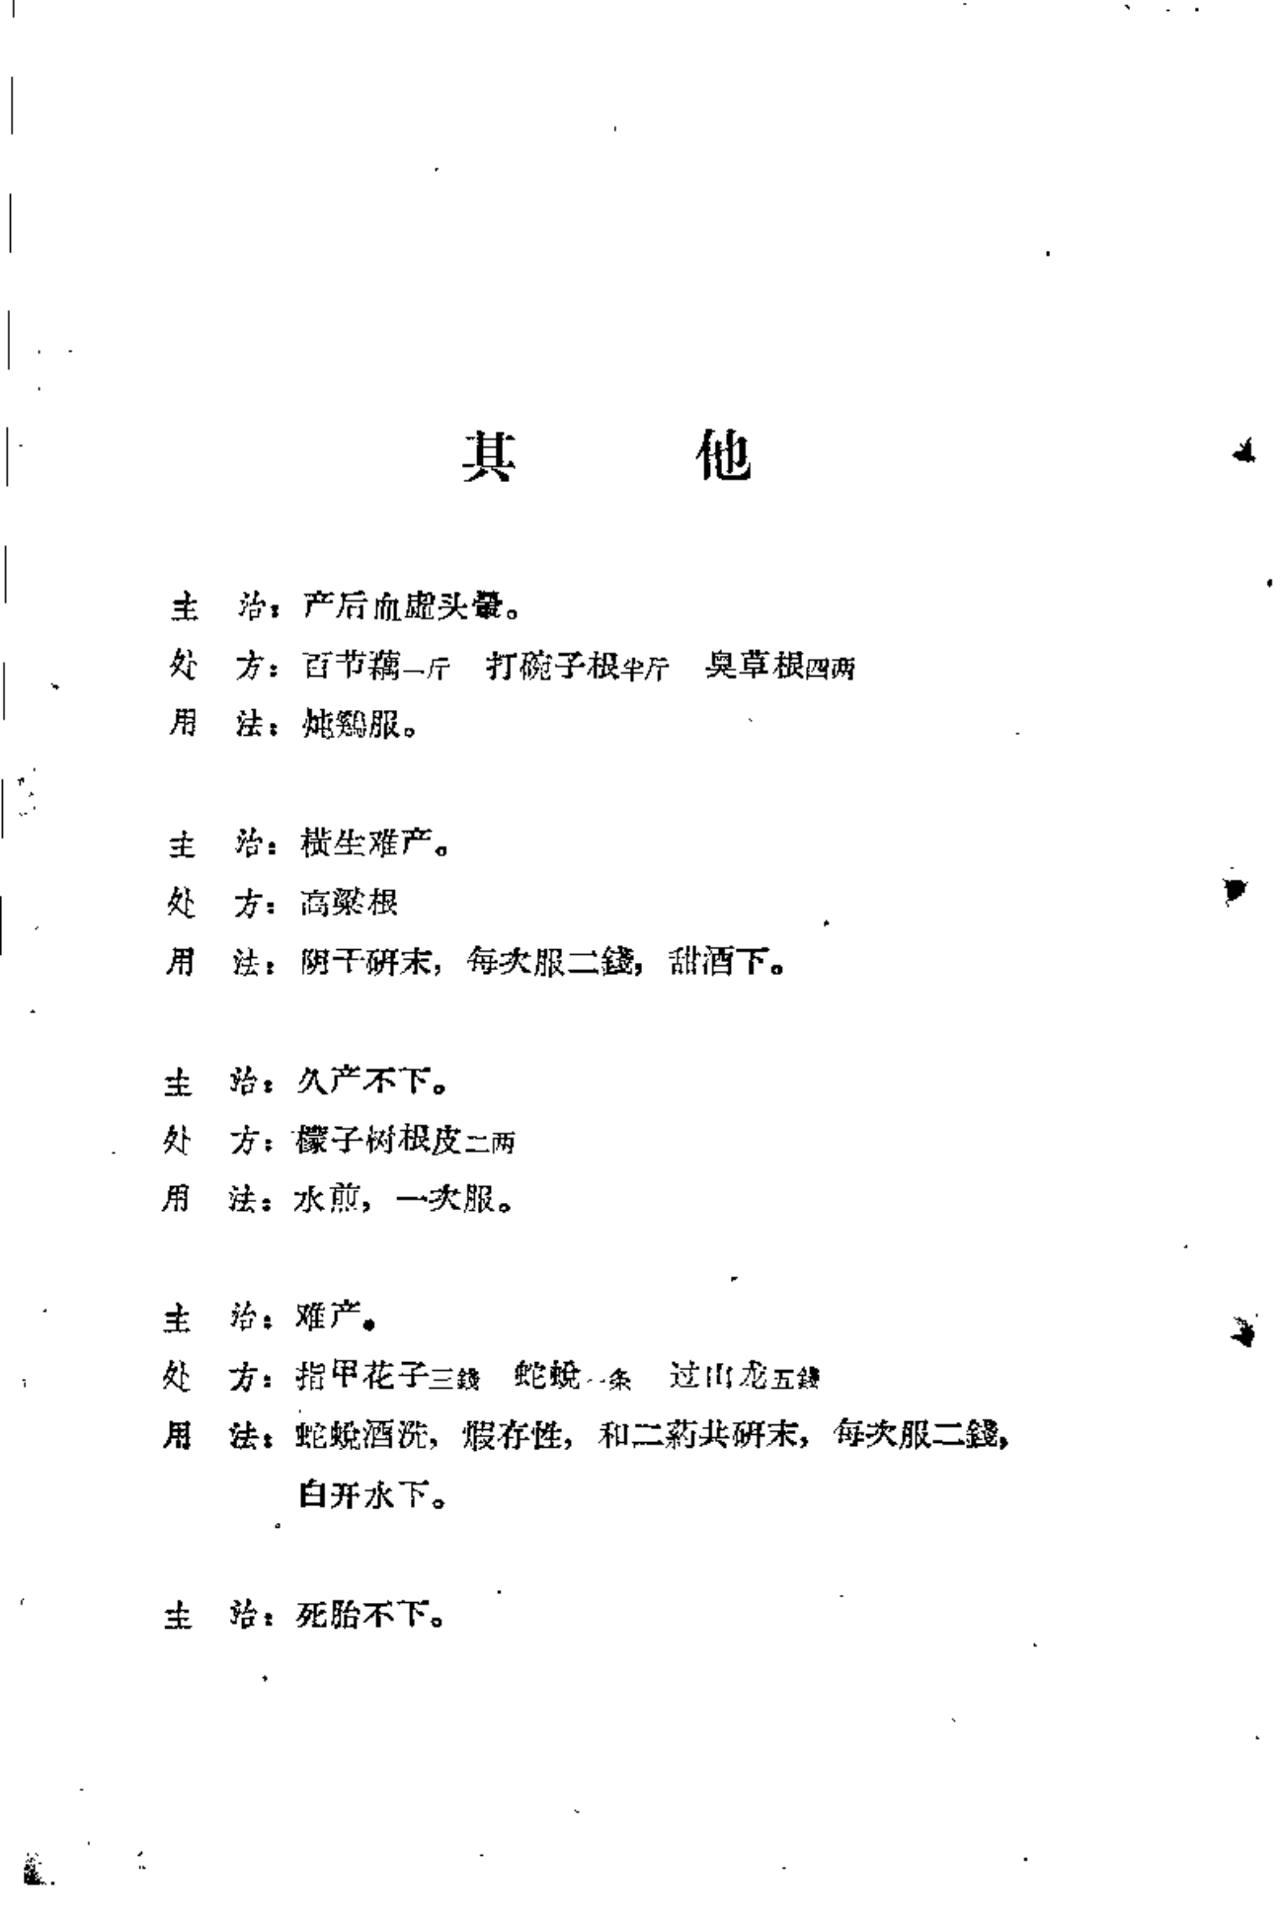 其 他
主 治：产后血虚头暈。
处 方：百节藕一斤 打碗子根半斤 臭草根四两
用 法：炖鷄服。
主 治：横生难产。
处 方：高粱根
用 法：阴干研末，每次服二錢，甜酒下。
主 治：久产不下。
处 方：檬子树根皮二两
用 法：水煎，一次服。
主 治：难产。
处 方：指甲花子三錢 蛇蛻一条 过山龙五錢
用 法：蛇蛻酒洗，煆存性，和二药共研末，每次服二錢，
白开水下。
主 治：死胎不下。